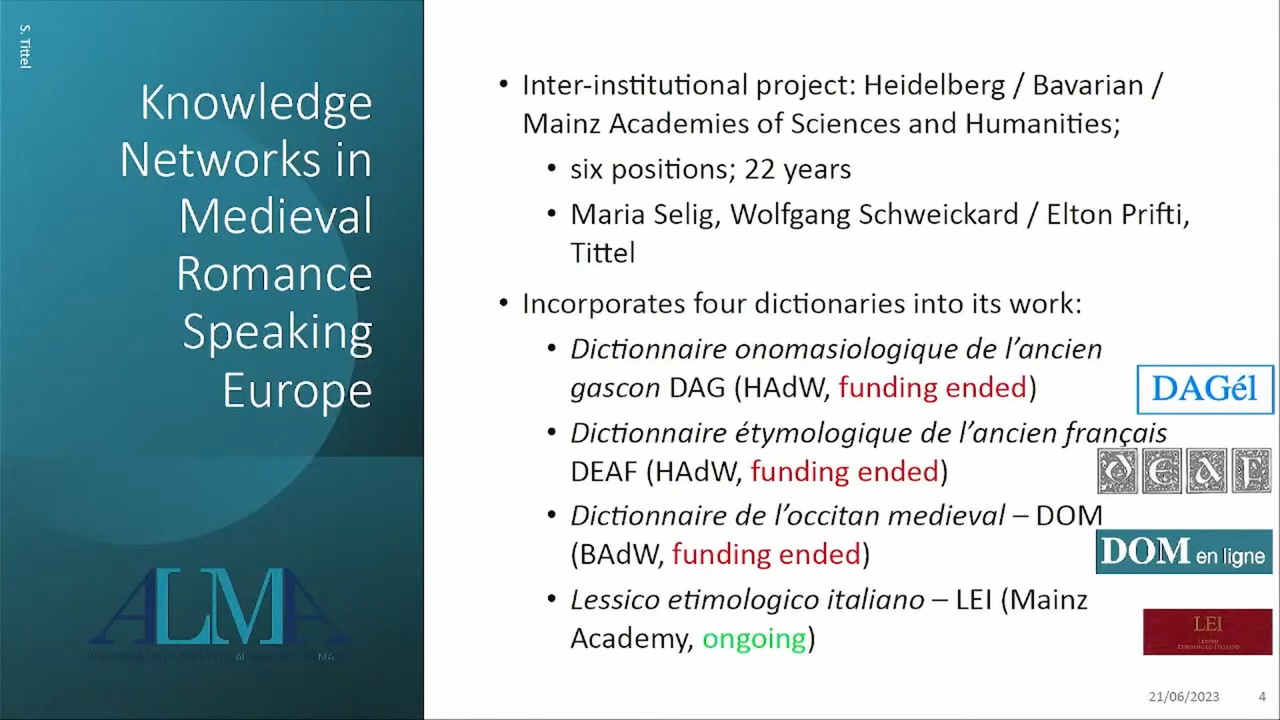 S. Tittel
Knowledge
Networks in
Medieval
Romance
Speaking
Europe
ALMA
• Inter-institutional project: Heidelberg / Bavarian /
Mainz Academies of Sciences and Humanities;
• six positions; 22 years
• Maria Selig, Wolfgang Schweickard / Elton Prifti,
Tittel
• Incorporates four dictionaries into its work:
• Dictionnaire onomasiologique de l’ancien
gascon DAG (HAdW, funding ended)
DAGél
• Dictionnaire étymologique de l’ancien français
DEAF (HAdW, funding ended)
DEAF
• Dictionnaire de l’occitan medieval – DOM
(BAdW, funding ended)
DOM en ligne
• Lessico etimologico italiano – LEI (Mainz
Academy, ongoing)
LEI
LESSICO
ETIMOLOGICO ITALIANO
21/06/2023
4